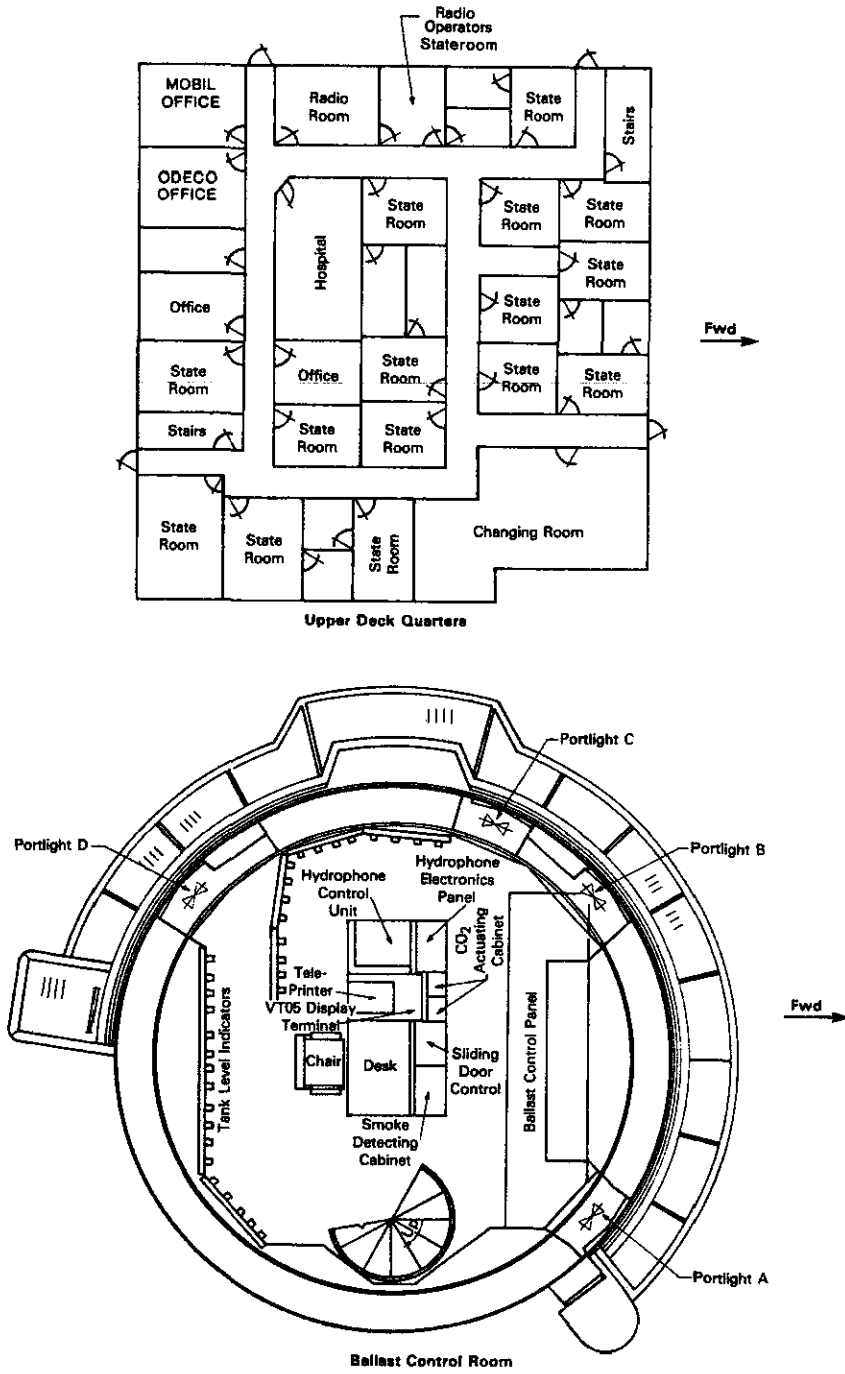 Radio
Operators
Stateroom
MOBIL
OFFICE
Radio
Room
State
Room
Stairs
ODECO
OFFICE
State
Room
State
Room
State
Room
Hospital
State
Room
Office
State
Room
Fwd
State
Room
Office
State
Room
State
Room
State
Room
Stairs
State
Room
State
Room
State
Room
State
Room
State
Room
Changing Room
Upper Deck Quarters
Portlight C
Portlight D
Portlight B
Hydrophone
Control
Unit
Hydrophone
Electronics
Panel
CO2
Actuating
Cabinet
Tele-
Printer
VT05 Display
Terminal
Fwd
Tank Level Indicators
Chair
Desk
Sliding
Door
Control
Ballast Control Panel
Smoke
Detecting
Cabinet
Up
Portlight A
Ballast Control Room